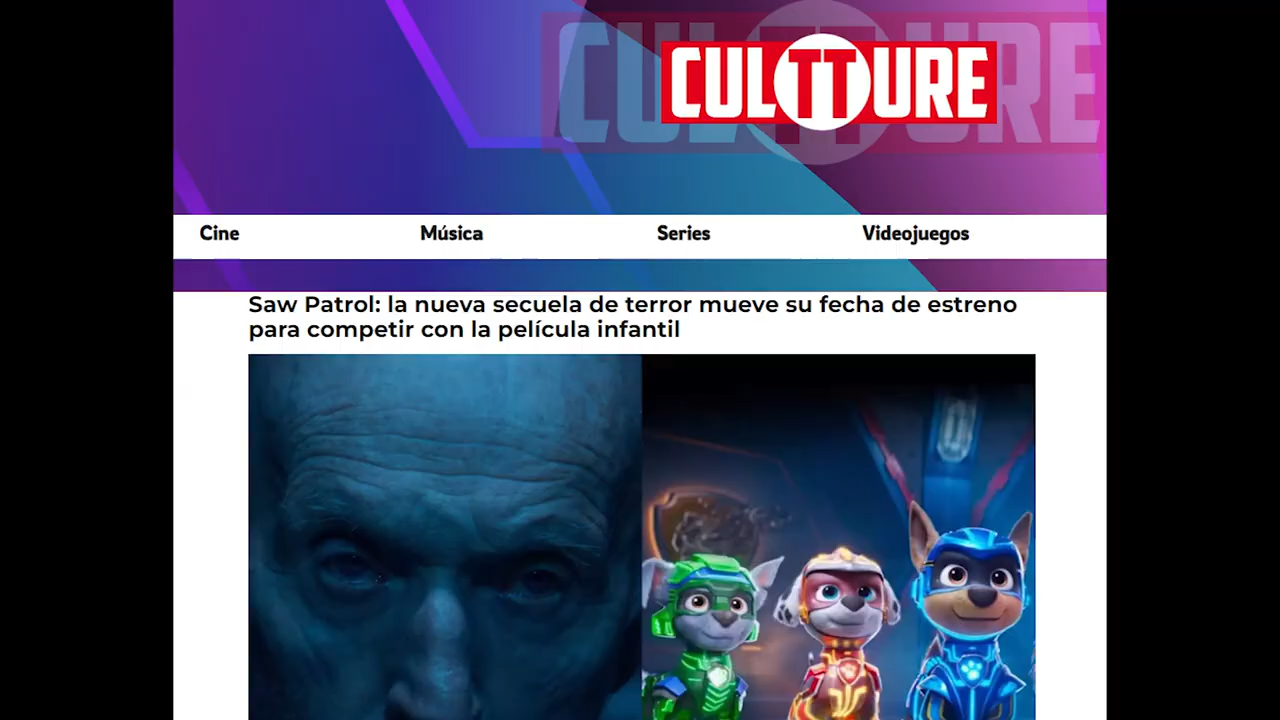 CULTTURE
CULTTURE
Cine Música Series Videojuegos
Saw Patrol: la nueva secuela de terror mueve su fecha de estreno
para competir con la película infantil